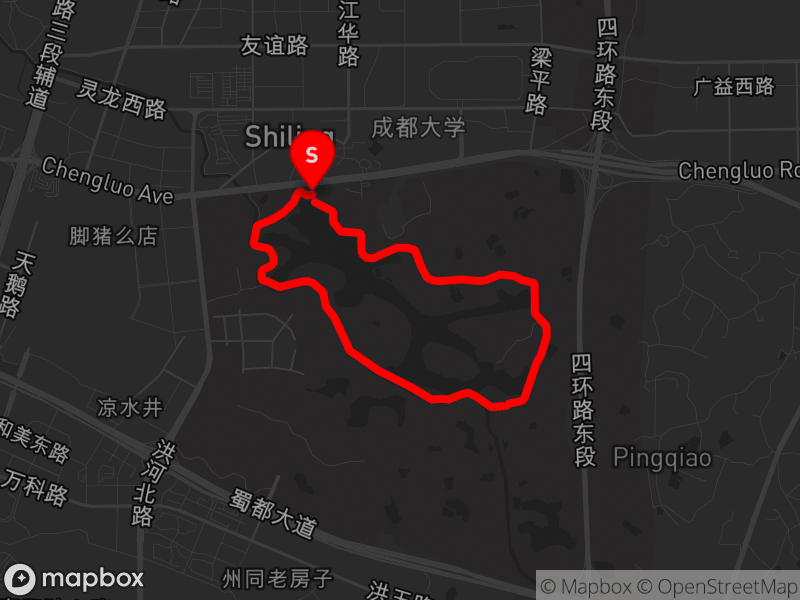 路三段辅道
江华路
友谊路
四环路东段
梁平路
灵龙西路
广益西路
成都大学
S
Chengluo Ave
Chengluo Ro
脚猪么店
天鹅路
四环路东段
凉水井
和美东路
洪河北路
Pingqiao
万科路
蜀都大道
州同老房子
洪玉路
mapbox
© Mapbox © OpenStreetMap